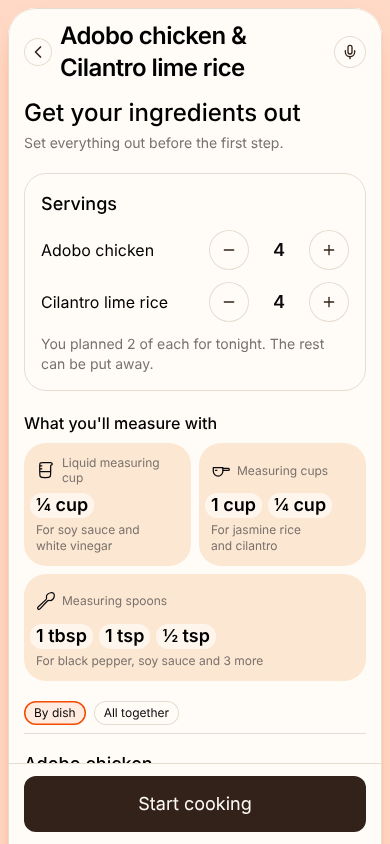 Adobo chicken &
Cilantro lime rice
Get your ingredients out
Set everything out before the first step.
Servings
Adobo chicken − 4 +
Cilantro lime rice − 4 +
You planned 2 of each for tonight. The rest
can be put away.
What you'll measure with
Liquid measuring
cup
¼ cup
For soy sauce and
white vinegar
Measuring cups
1 cup ¼ cup
For jasmine rice
and cilantro
Measuring spoons
1 tbsp 1 tsp ½ tsp
For black pepper, soy sauce and 3 more
By dish All together
Adobo chicken
Start cooking